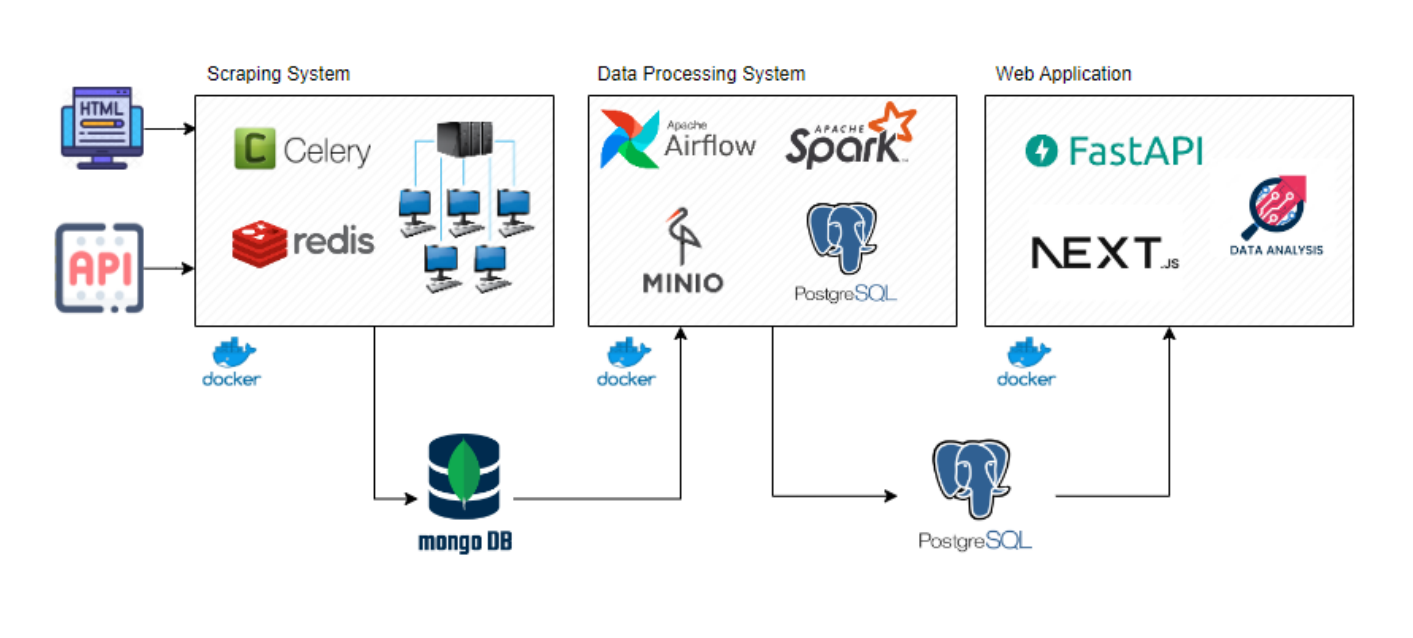 Scraping System
Data Processing System
Web Application
HTML
API
C Celery
redis
Apache
Airflow
APACHE
Spark
MINIO
PostgreSQL
FastAPI
NEXT.JS
DATA ANALYSIS
docker
docker
docker
mongo DB
PostgreSQL